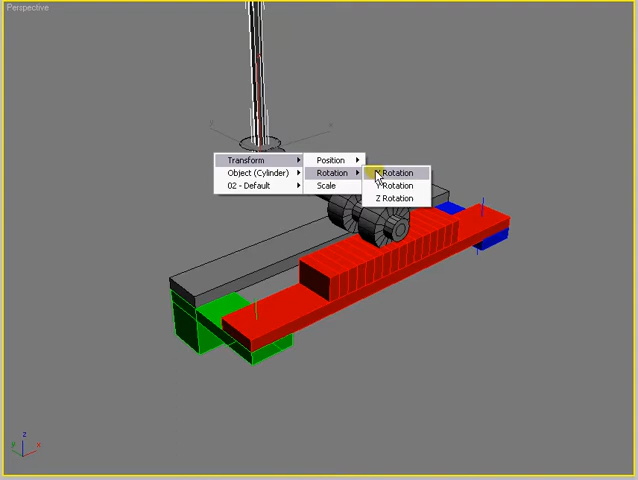 Perspective
Transform
Object (Cylinder)
02 - Default
Position
Rotation
Scale
Rotation
Rotation
Z Rotation
z
y
x